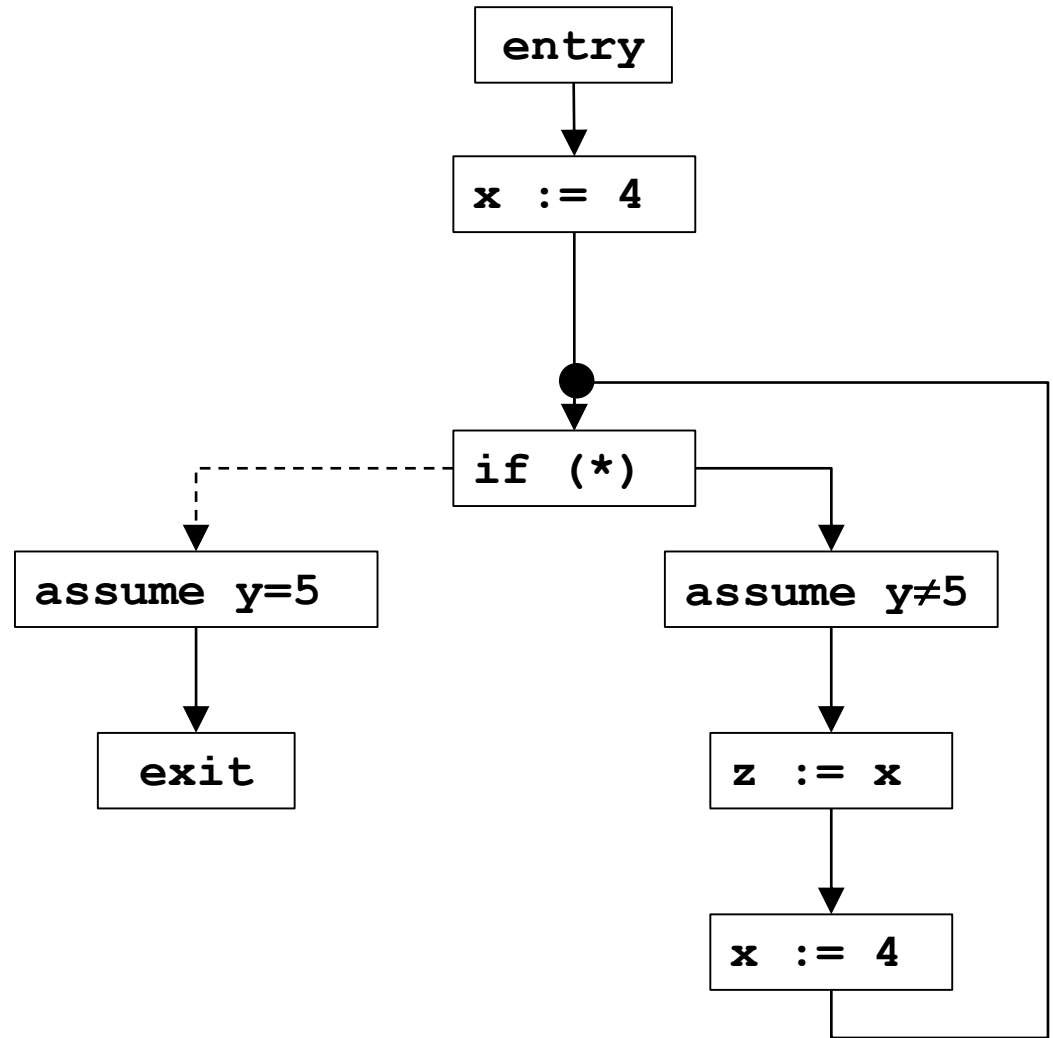 entry
x := 4
if (*)
assume y=5
assume y≠5
exit
z := x
x := 4